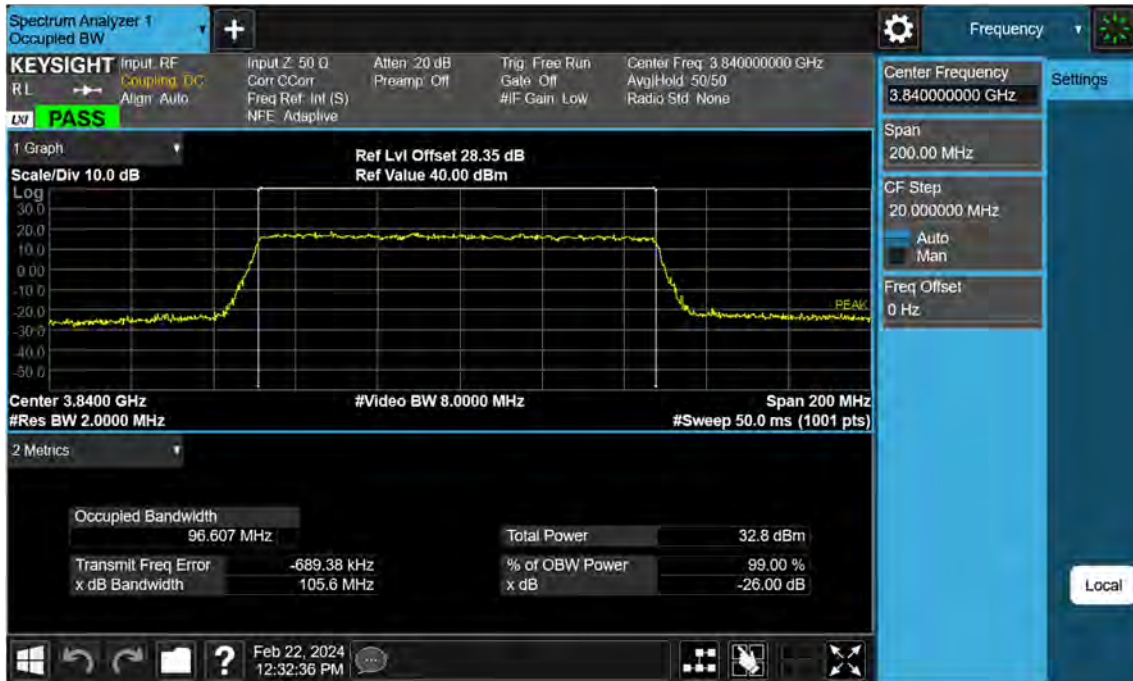 Spectrum Analyzer 1
Occupied BW
+
Frequency
KEYSIGHT
RL
LXI PASS
Input: RF
Coupling: DC
Align: Auto
Input Z: 50 Ω
Corr CCorr
Freq Ref: Int (S)
NFE: Adaptive
Atten: 20 dB
Preamp: Off
Trig: Free Run
Gate: Off
#IF Gain: Low
Center Freq: 3.840000000 GHz
Avg|Hold: 50/50
Radio Std: None
1 Graph
Scale/Div 10.0 dB
Ref Lvl Offset 28.35 dB
Ref Value 40.00 dBm
Log
30.0
20.0
10.0
0.00
-10.0
-20.0
-30.0
-40.0
-50.0
PEAK
Center 3.8400 GHz
#Video BW 8.0000 MHz
Span 200 MHz
#Res BW 2.0000 MHz
#Sweep 50.0 ms (1001 pts)
2 Metrics
Occupied Bandwidth
96.607 MHz
Total Power 32.8 dBm
Transmit Freq Error -689.38 kHz
% of OBW Power 99.00 %
x dB Bandwidth 105.6 MHz
x dB -26.00 dB
Center Frequency
3.840000000 GHz
Settings
Span
200.00 MHz
CF Step
20.000000 MHz
Auto
Man
Freq Offset
0 Hz
Local
?
Feb 22, 2024
12:32:36 PM